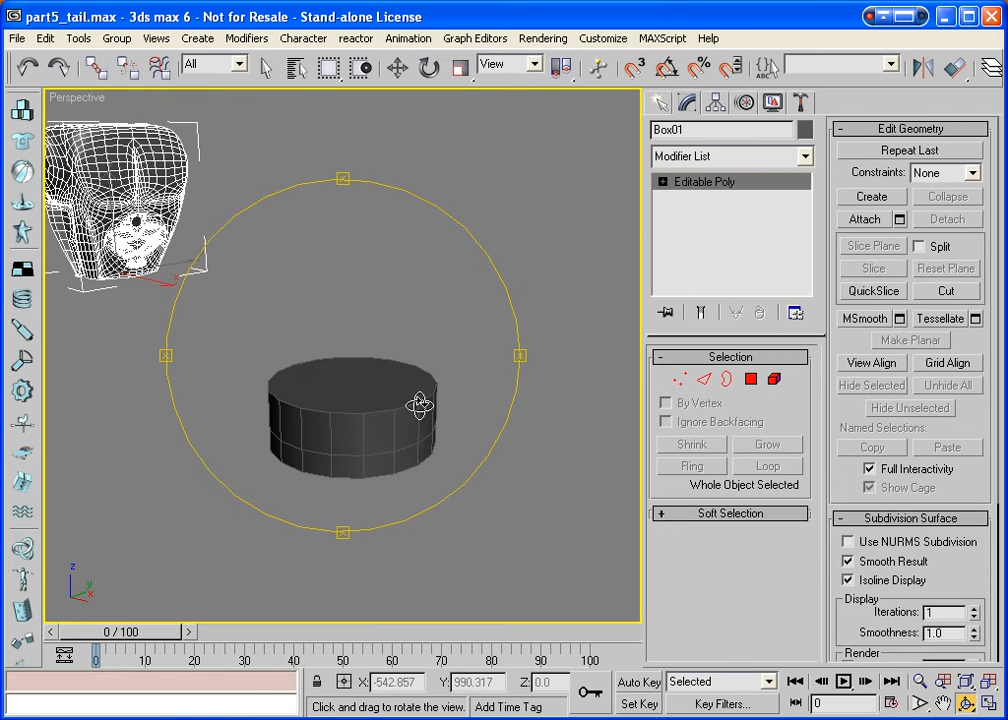 part5_tail.max - 3ds max 6 - Not for Resale - Stand-alone License
File Edit Tools Group Views Create Modifiers Character reactor Animation Graph Editors Rendering Customize MAXScript Help
All View 3 % {} ABC
Perspective
Box01
Modifier List
Editable Poly
Selection
By Vertex
Ignore Backfacing
Shrink Grow
Ring Loop
Whole Object Selected
Soft Selection
Edit Geometry
Repeat Last
Constraints: None
Create Collapse
Attach Detach
Slice Plane Split
Slice Reset Plane
QuickSlice Cut
MSmooth Tessellate
Make Planar
View Align Grid Align
Hide Selected Unhide All
Hide Unselected
Named Selections:
Copy Paste
Full Interactivity
Show Cage
Subdivision Surface
Use NURMS Subdivision
Smooth Result
Isoline Display
Display
Iterations: 1
Smoothness: 1.0
Render
x
z
y
x
0 / 100
0 10 20 30 40 50 60 70 80 90 100
X: -542.857 Y: 990.317 Z: 0.0 Auto Key Selected
Click and drag to rotate the view. Add Time Tag Set Key Key Filters... 0